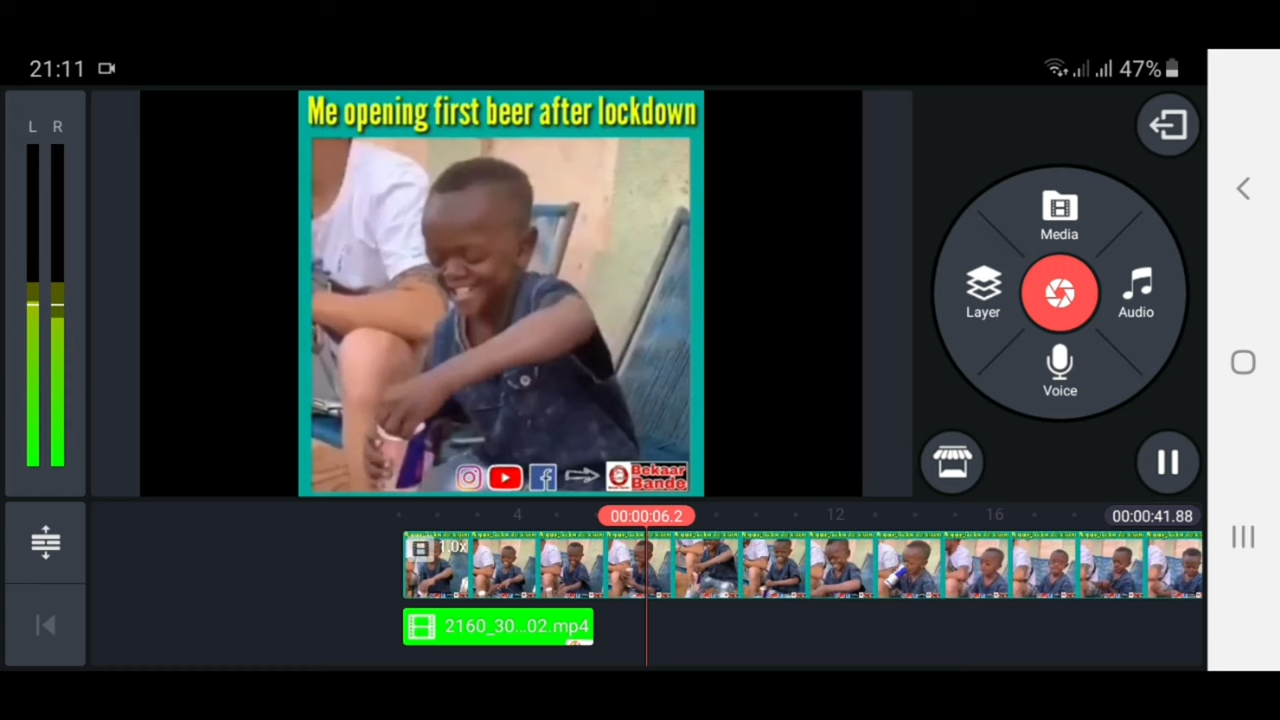 21:11
47%
L R
Me opening first beer after lockdown
Bekaar
Bande
Media
Layer
Audio
Voice
4
00:00:06.2
12
16
00:00:41.88
1.0x
2160_30...02.mp4